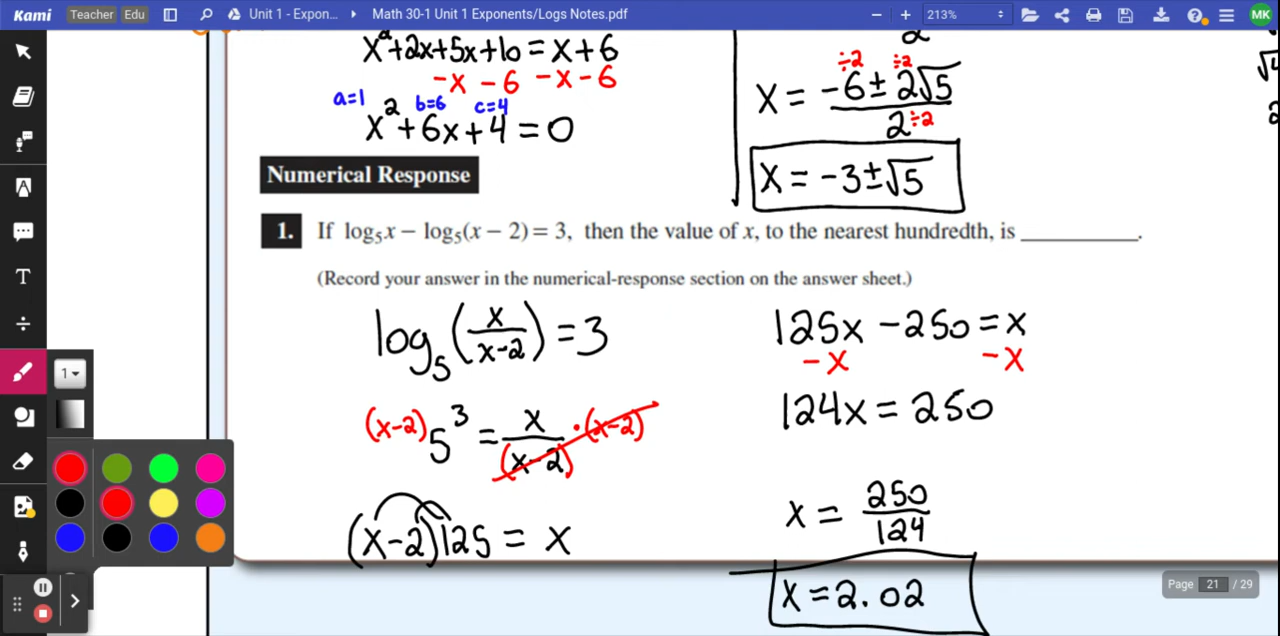 Kami Teacher Edu Unit 1 - Expon... Math 30-1 Unit 1 Exponents/Logs Notes.pdf 213% MK
x²+2x+5x+10 = x+6
-x -6 -x -6
a=1 b=6 c=4
x²+6x+4=0
2
÷2 ÷2
x = -6 ± 2√5
2 ÷2
x = -3±√5
Numerical Response
1. If log₅x − log₅(x − 2) = 3, then the value of x, to the nearest hundredth, is ____________.
(Record your answer in the numerical-response section on the answer sheet.)
log₅(x/(x-2)) = 3
(x-2) 5³ = x/(x-2) · (x-2)
(x-2)125 = x
125x - 250 = x
-x -x
124x = 250
x = 250/124
x = 2.02
1
Page 21 / 29